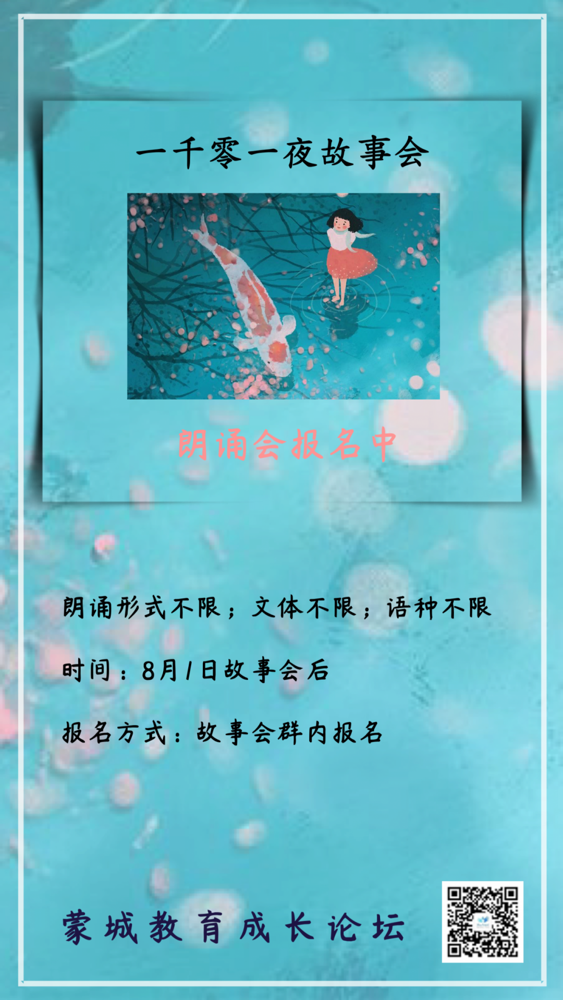 一千零一夜故事会
朗诵会报名中
朗诵形式不限；文体不限；语种不限
时间：8月1日故事会后
报名方式：故事会群内报名
蒙城教育成长论坛